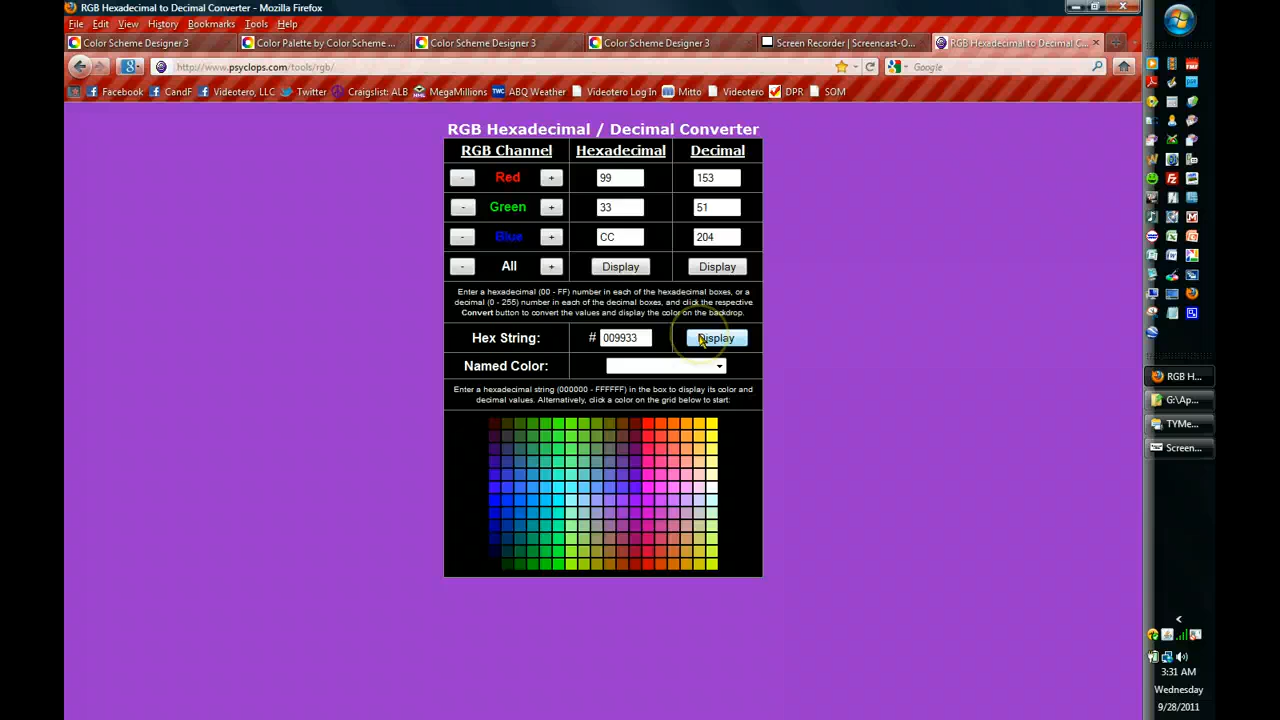 RGB Hexadecimal to Decimal Converter - Mozilla Firefox
File Edit View History Bookmarks Tools Help
Color Scheme Designer 3 Color Palette by Color Scheme ... Color Scheme Designer 3 Color Scheme Designer 3 Screen Recorder | Screencast-O... RGB Hexadecimal to Decimal C...
http://www.psyclops.com/tools/rgb/ Google
Facebook CandF Videotero, LLC Twitter Craigslist: ALB MegaMillions TWC ABQ Weather Videotero Log In Mitto Videotero DPR SOM
RGB Hexadecimal / Decimal Converter
RGB Channel Hexadecimal Decimal
- Red + 99 153
- Green + 33 51
- Blue + CC 204
- All + Display Display
Enter a hexadecimal (00 - FF) number in each of the hexadecimal boxes, or a
decimal (0 - 255) number in each of the decimal boxes, and click the respective
Convert button to convert the values and display the color on the backdrop.
Hex String: # 009933 Display
Named Color:
Enter a hexadecimal string (000000 - FFFFFF) in the box to display its color and
decimal values. Alternatively, click a color on the grid below to start:
RGB H...
G:\Ap...
TYMe...
Screen...
3:31 AM
Wednesday
9/28/2011